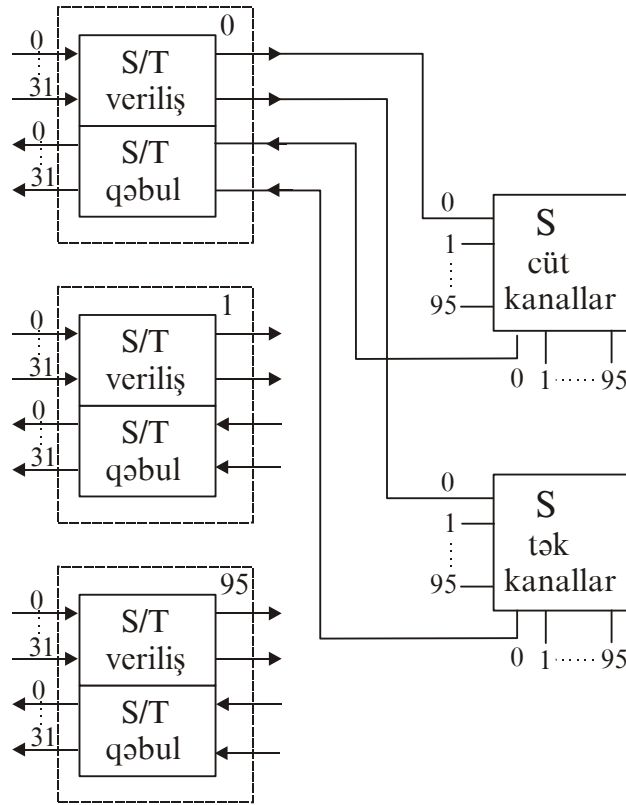 0
0
S/T
31
veriliş
0
S/T
31
qəbul
0
S
1
cüt
95
kanallar
0 1 ...... 95
1
0
S/T
31
veriliş
0
S/T
31
qəbul
0
S
1
tək
95
kanallar
0 1 ...... 95
95
0
S/T
31
veriliş
0
S/T
31
qəbul